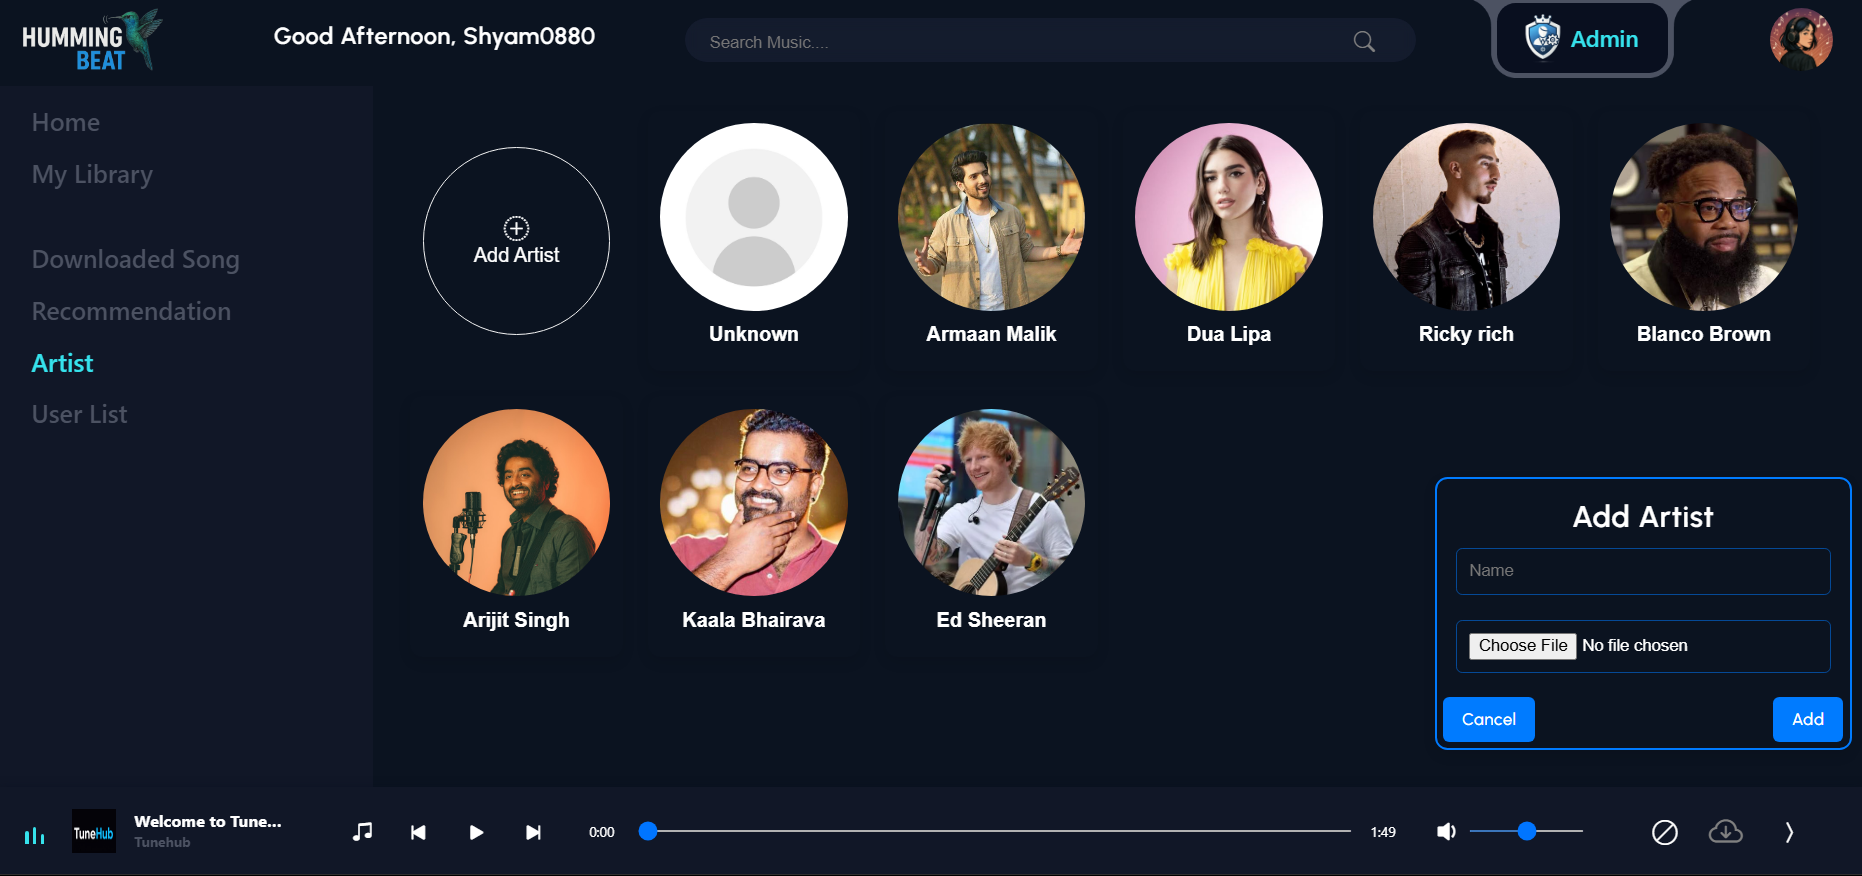 HUMMING
BEAT
Good Afternoon, Shyam0880
Search Music....
Admin
Home
My Library
Downloaded Song
Recommendation
Artist
User List
Add Artist
Unknown
Armaan Malik
Dua Lipa
Ricky rich
Blanco Brown
Arijit Singh
Kaala Bhairava
Ed Sheeran
Add Artist
Name
Choose File No file chosen
Cancel
Add
TuneHub
Welcome to Tune...
Tunehub
0:00
1:49